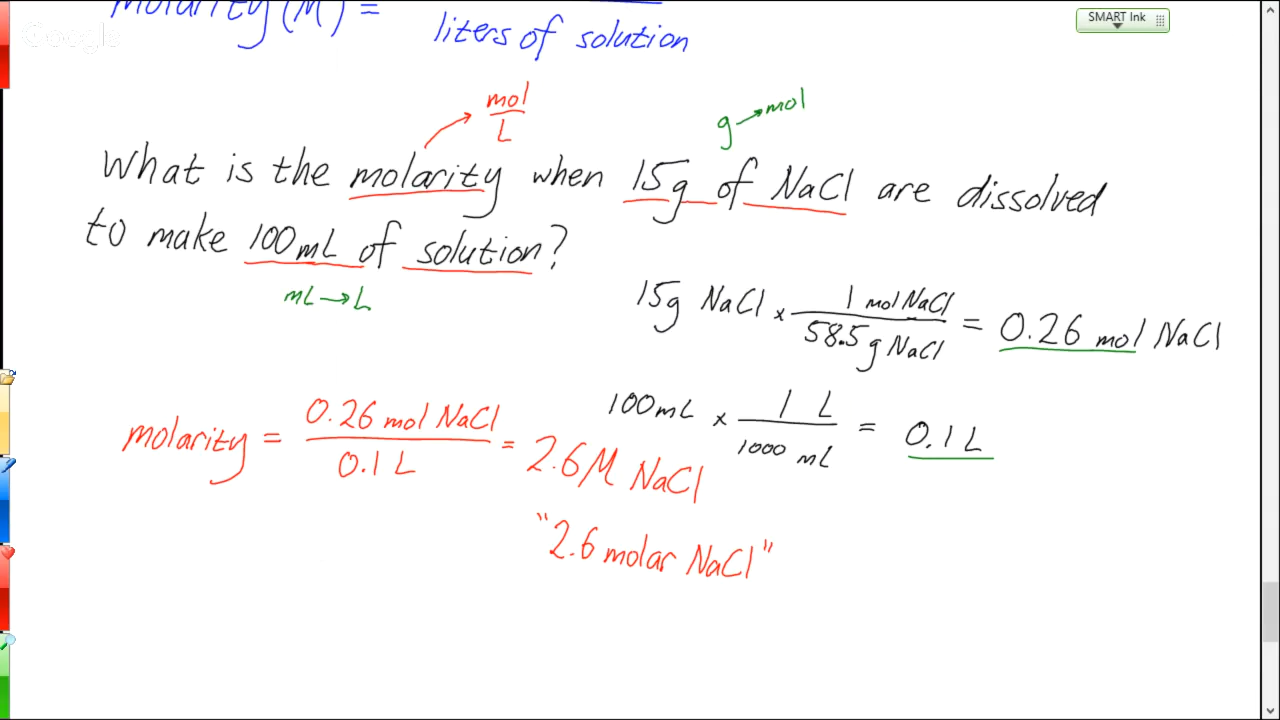 Google
SMART Ink
molarity (M) =
liters of solution
mol
L
g → mol
What is the molarity when 15g of NaCl are dissolved
to make 100mL of solution?
mL → L
15g NaCl x 1 mol NaCl / 58.5 g NaCl = 0.26 mol NaCl
100mL x 1 L / 1000 mL = 0.1 L
molarity = 0.26 mol NaCl / 0.1 L = 2.6M NaCl
"2.6 molar NaCl"